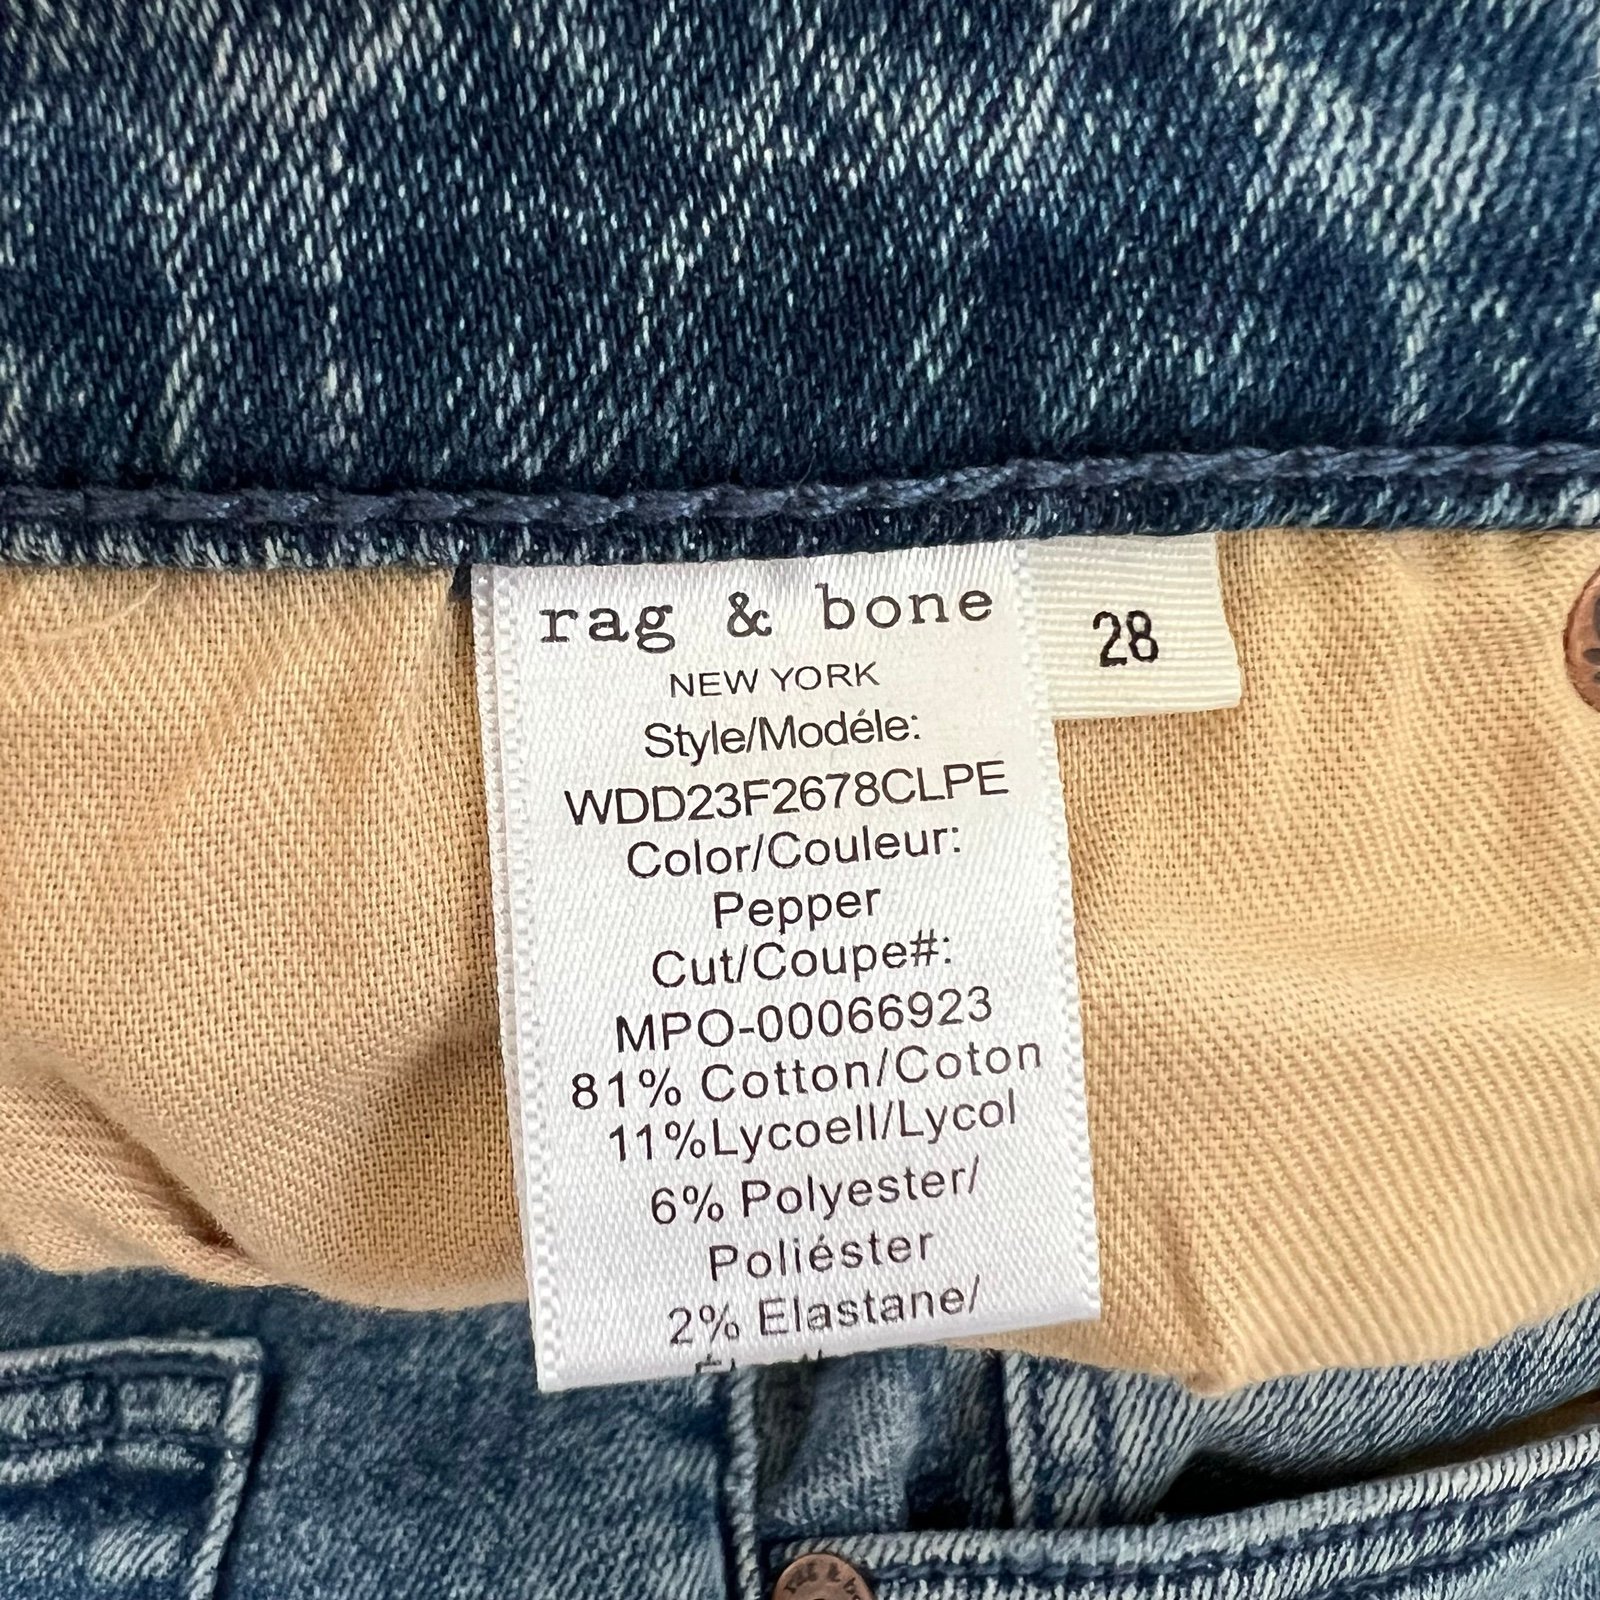 rag & bone
28
NEW YORK
Style/Modéle:
WDD23F2678CLPE
Color/Couleur:
Pepper
Cut/Coupe#:
MPO-00066923
81% Cotton/Coton
11%Lycoell/Lycol
6% Polyester/
Poliéster
2% Elastane/
rag & b